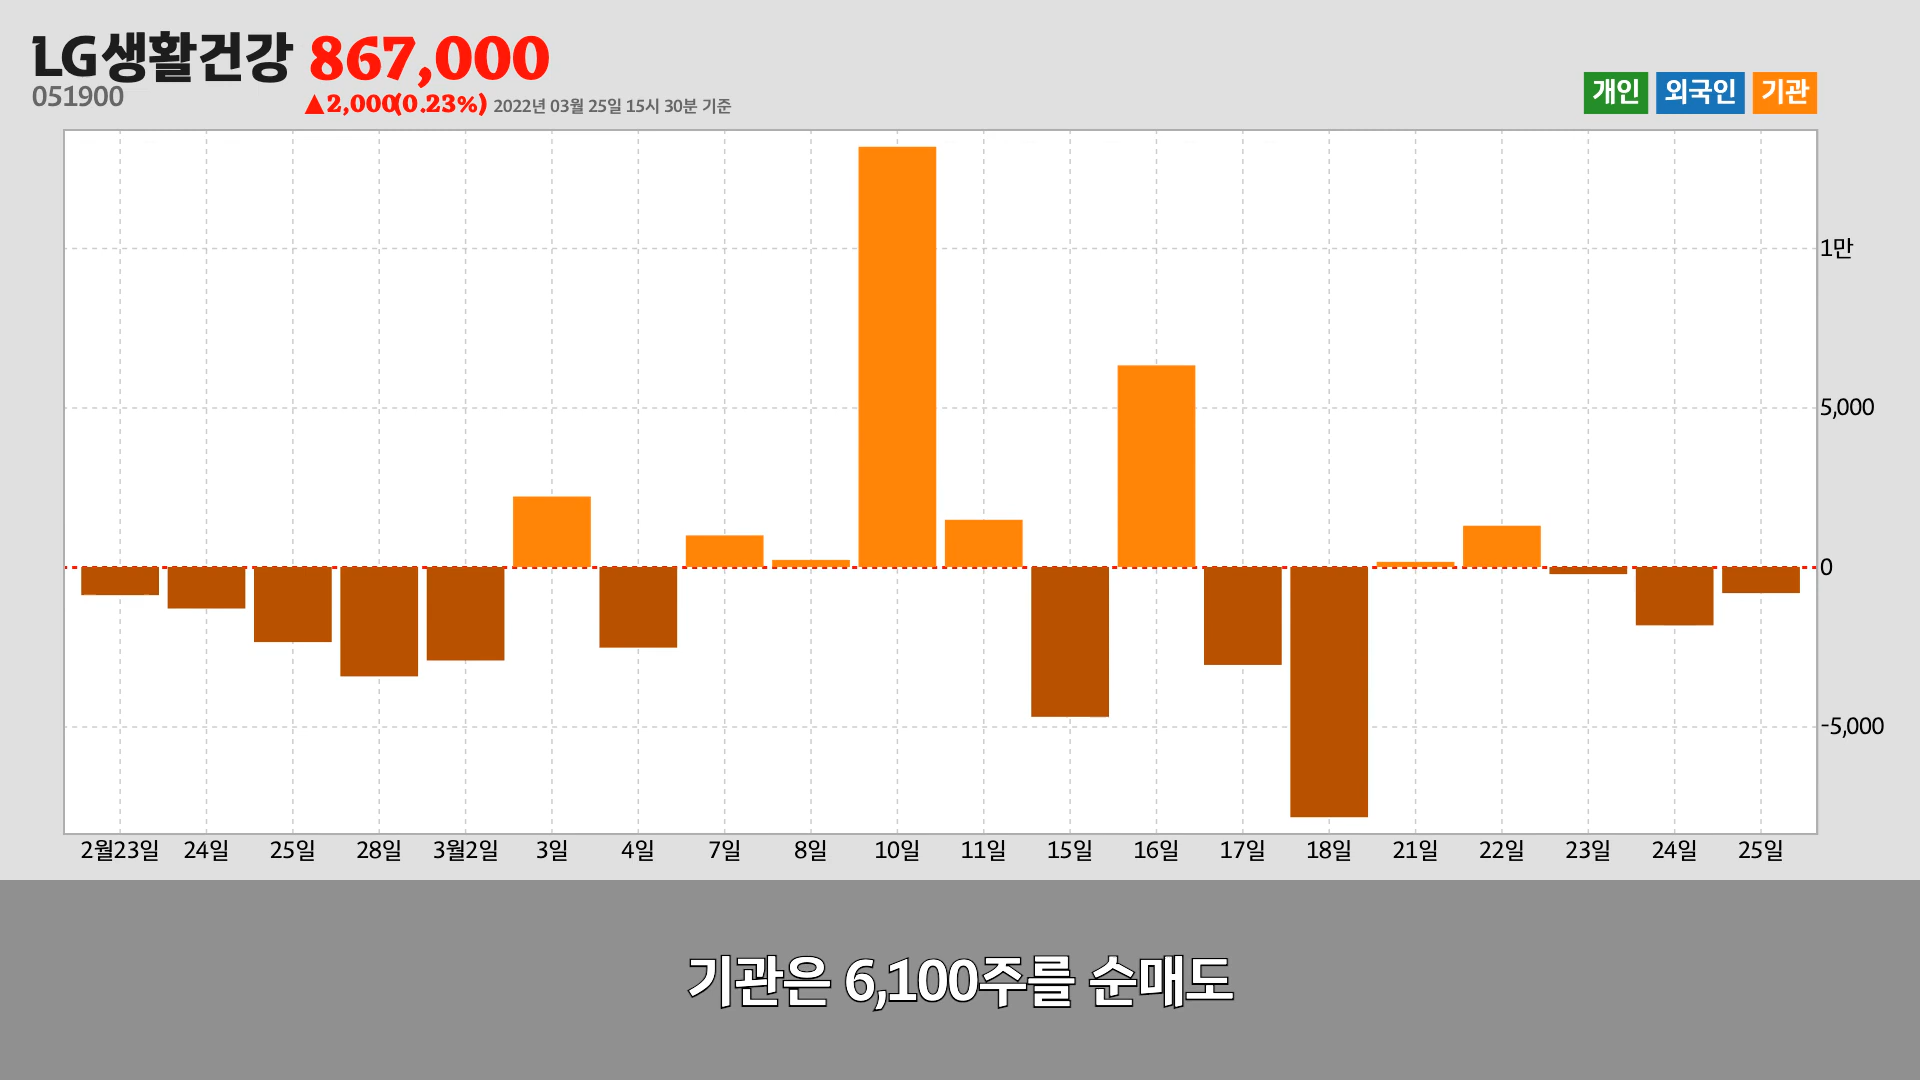 LG생활건강 867,000
051900
▲2,000(0.23%) 2022년 03월 25일 15시 30분 기준
개인 외국인 기관
1만
5,000
0
-5,000
2월23일 24일 25일 28일 3월2일 3일 4일 7일 8일 10일 11일 15일 16일 17일 18일 21일 22일 23일 24일 25일
기관은 6,100주를 순매도